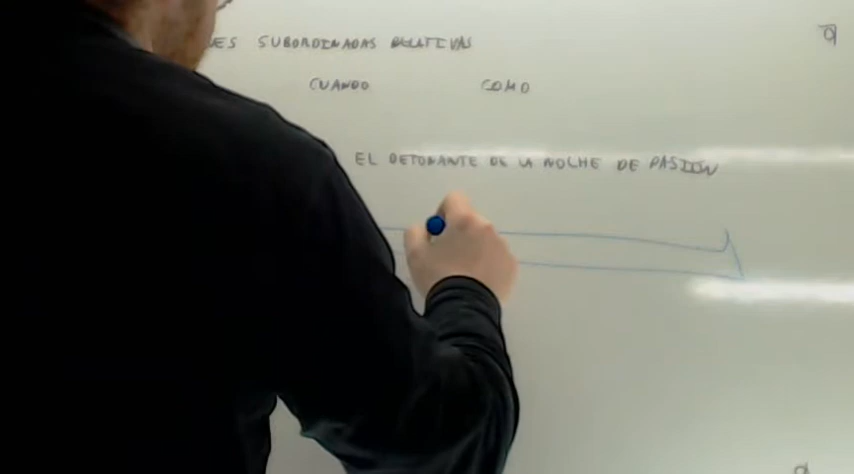 ES SUBORDINADAS RELATIVAS
CUANDO COMO
EL DETONANTE DE LA NOCHE DE PASIÓN